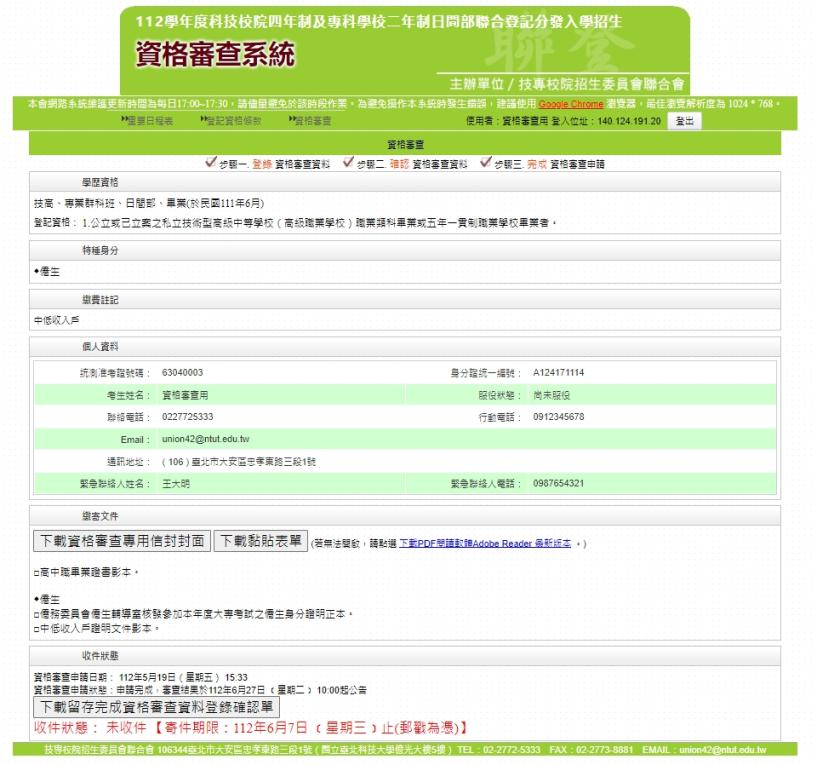 112學年度科技校院四年制及專科學校二年制日間部聯合登記分發入學招生
聯登
資格審查系統
主辦單位 / 技專校院招生委員會聯合會
本會網路系統維護更新時間為每日17:00~17:30，請儘量避免於該時段作業。為避免操作本系統時發生錯誤，建議使用 Google Chrome 瀏覽器，最佳瀏覽解析度為 1024 * 768。
重要日程表 登記資格條款 資格審查 使用者：資格審查用 登入位址：140.124.191.20 登出
資格審查
步驟一. 登錄 資格審查資料 步驟二. 確認 資格審查資料 步驟三. 完成 資格審查申請
學歷資格
技高、專業群科班、日間部、畢業(於民國111年6月)
登記資格：1.公立或已立案之私立技術型高級中等學校（高級職業學校）職業類科畢業或五年一貫制職業學校畢業者。
特種身分
◆僑生
繳費註記
中低收入戶
個人資料
統測准考證號碼： 63040003 身分證統一編號： A124171114
考生姓名： 資格審查用 服役狀態： 尚未服役
聯絡電話： 0227725333 行動電話： 0912345678
Email： union42@ntut.edu.tw
通訊地址： （106）臺北市大安區忠孝東路三段1號
緊急聯絡人姓名： 王大明 緊急聯絡人電話： 0987654321
繳寄文件
下載資格審查專用信封封面 下載黏貼表單 (若無法開啟，請點選 下載PDF閱讀軟體Adobe Reader 最新版本 。)
□高中職畢業證書影本。
◆僑生
□僑務委員會僑生輔導室核發參加本年度大專考試之僑生身分證明正本。
□中低收入戶證明文件影本。
收件狀態
資格審查申請日期： 112年5月19日（星期五） 15:33
資格審查申請狀態：申請完成，審查結果於112年6月27日（星期二）10:00起公告
下載留存完成資格審查資料登錄確認單
收件狀態： 未收件【寄件期限：112年6月7日（星期三）止(郵戳為憑)】
技專校院招生委員會聯合會 106344臺北市大安區忠孝東路三段1號（國立臺北科技大學億光大樓5樓） TEL：02-2772-5333 FAX：02-2773-8881 EMAIL：union42@ntut.edu.tw